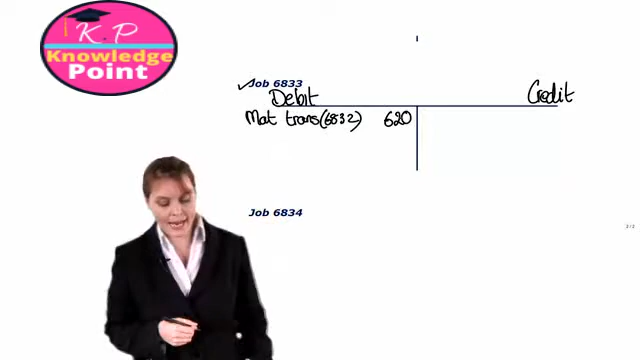 K.P
Knowledge
Point
Job 6833
Debit
Credit
Mat trans(6832) 620
Job 6834